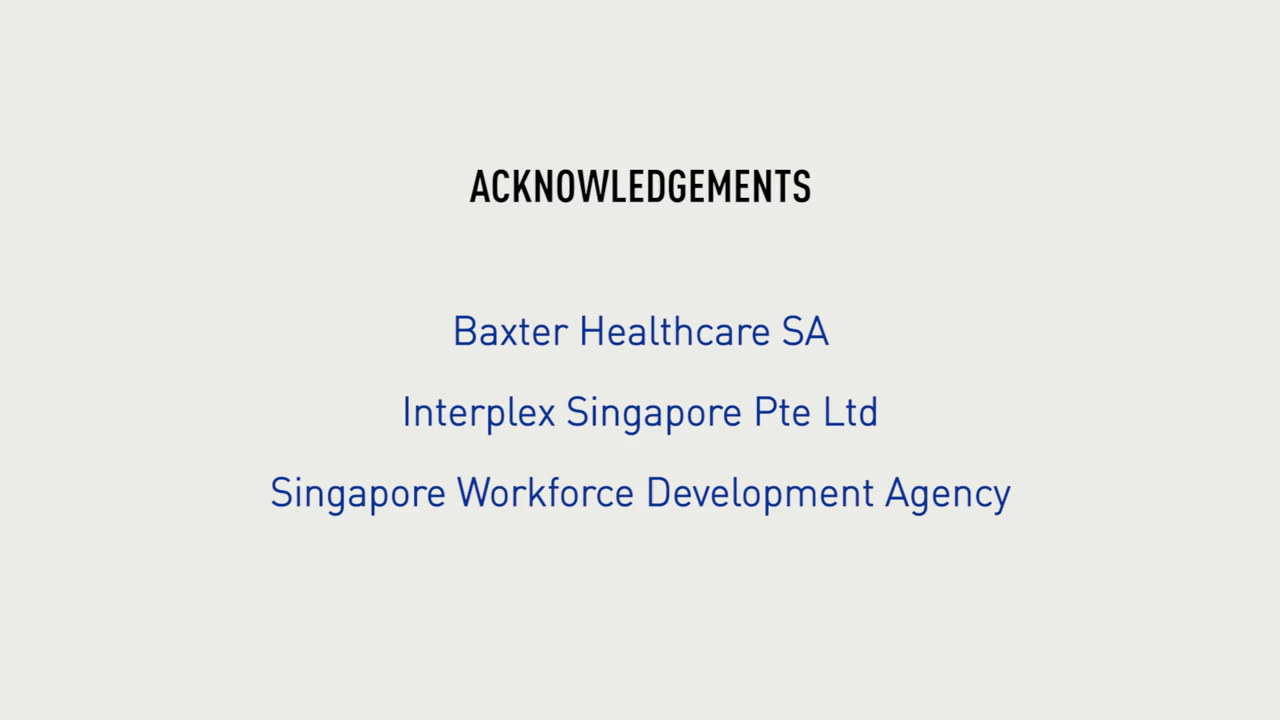 ACKNOWLEDGEMENTS
Baxter Healthcare SA
Interplex Singapore Pte Ltd
Singapore Workforce Development Agency